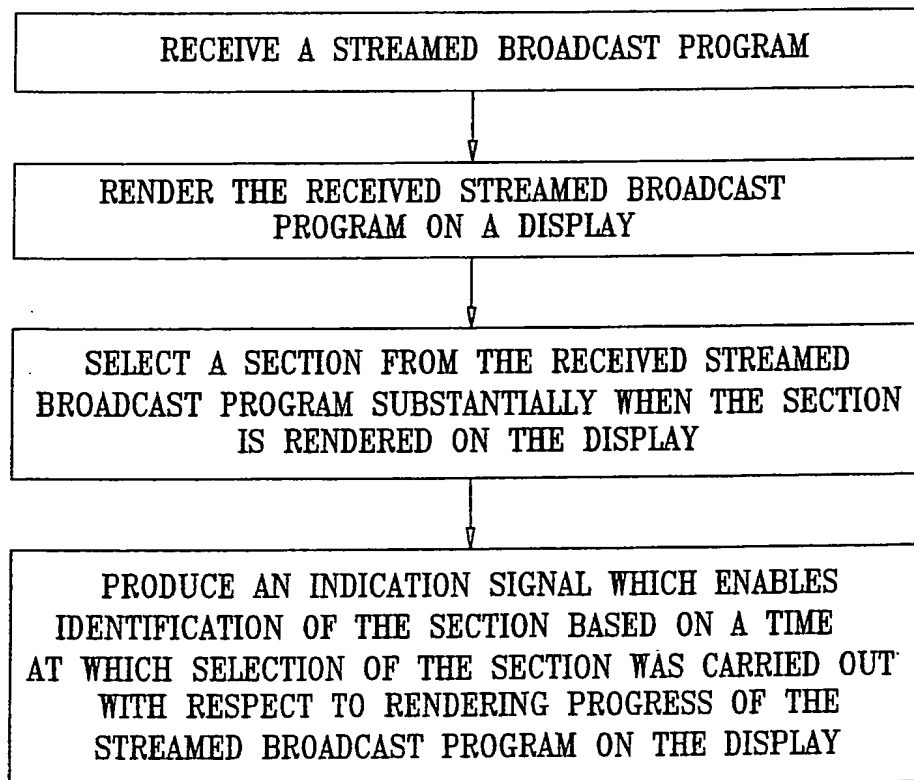 RECEIVE A STREAMED BROADCAST PROGRAM
RENDER THE RECEIVED STREAMED BROADCAST
PROGRAM ON A DISPLAY
SELECT A SECTION FROM THE RECEIVED STREAMED
BROADCAST PROGRAM SUBSTANTIALLY WHEN THE SECTION
IS RENDERED ON THE DISPLAY
PRODUCE AN INDICATION SIGNAL WHICH ENABLES
IDENTIFICATION OF THE SECTION BASED ON A TIME
AT WHICH SELECTION OF THE SECTION WAS CARRIED OUT
WITH RESPECT TO RENDERING PROGRESS OF THE
STREAMED BROADCAST PROGRAM ON THE DISPLAY